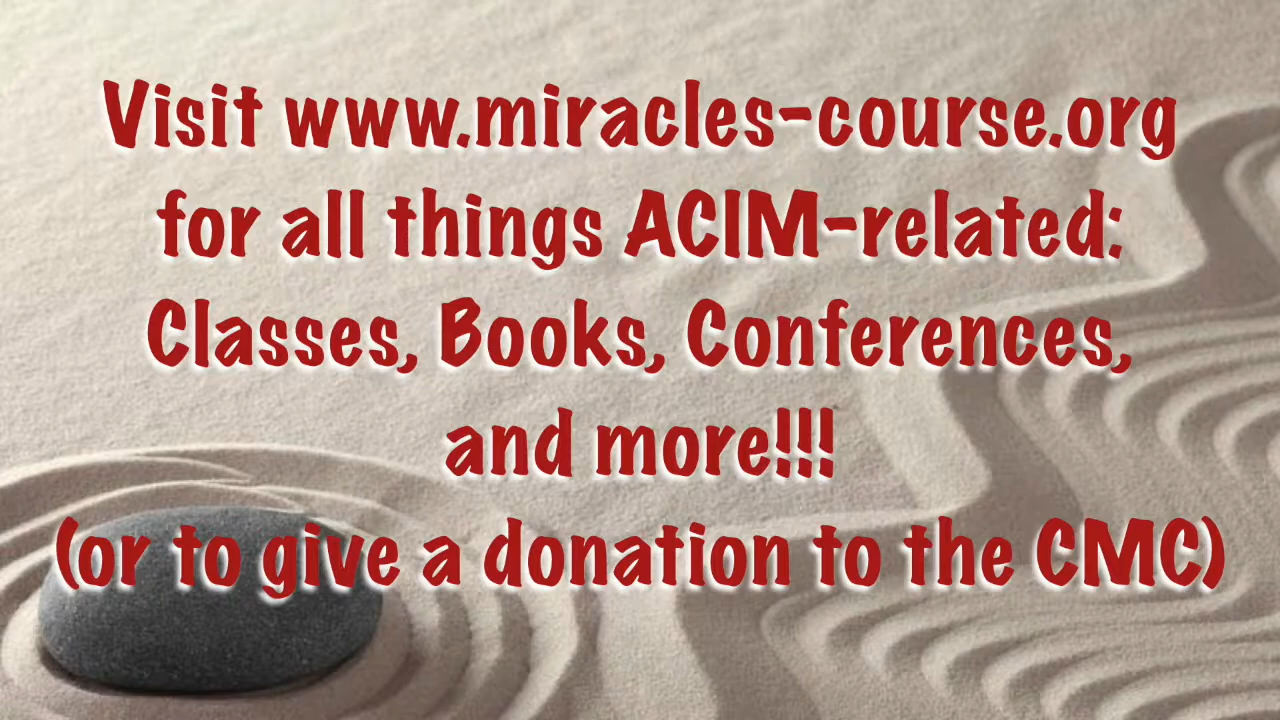 Visit www.miracles-course.org
for all things ACIM-related:
Classes, Books, Conferences,
and more!!!
(or to give a donation to the CMC)